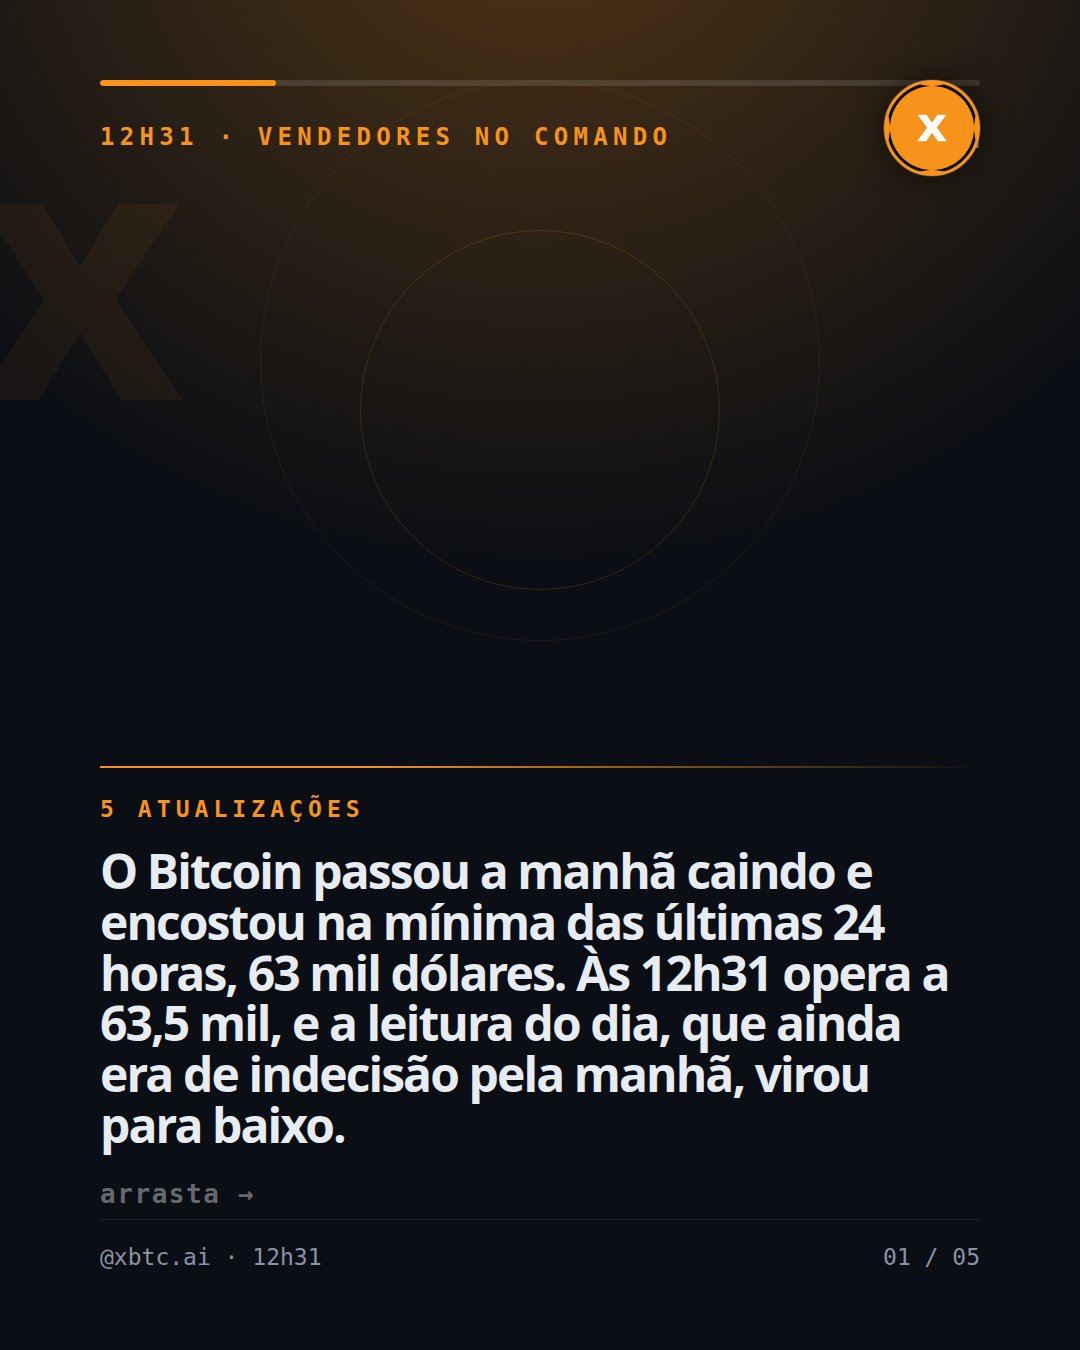 12H31 · VENDEDORES NO COMANDO
X
X
5 ATUALIZAÇÕES
O Bitcoin passou a manhã caindo e
encostou na mínima das últimas 24
horas, 63 mil dólares. Às 12h31 opera a
63,5 mil, e a leitura do dia, que ainda
era de indecisão pela manhã, virou
para baixo.
arrasta →
@xbtc.ai · 12h31
01 / 05